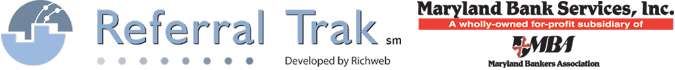 Referral Trak sm
Developed by Richweb
Maryland Bank Services, Inc.
A wholly-owned for-profit subsidiary of
MBA
Maryland Bankers Association